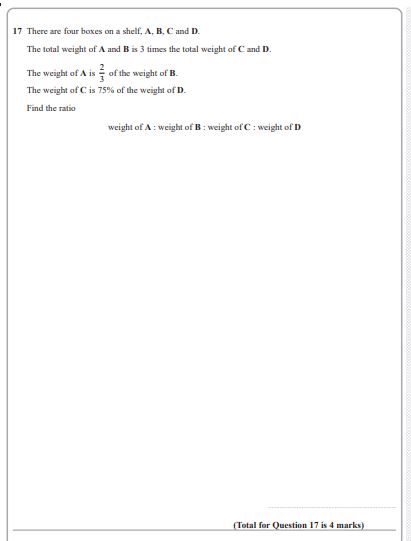 17 There are four boxes on a shelf, A, B, C and D.
The total weight of A and B is 3 times the total weight of C and D.
The weight of A is 2/3 of the weight of B.
The weight of C is 75% of the weight of D.
Find the ratio
weight of A : weight of B : weight of C : weight of D
(Total for Question 17 is 4 marks)